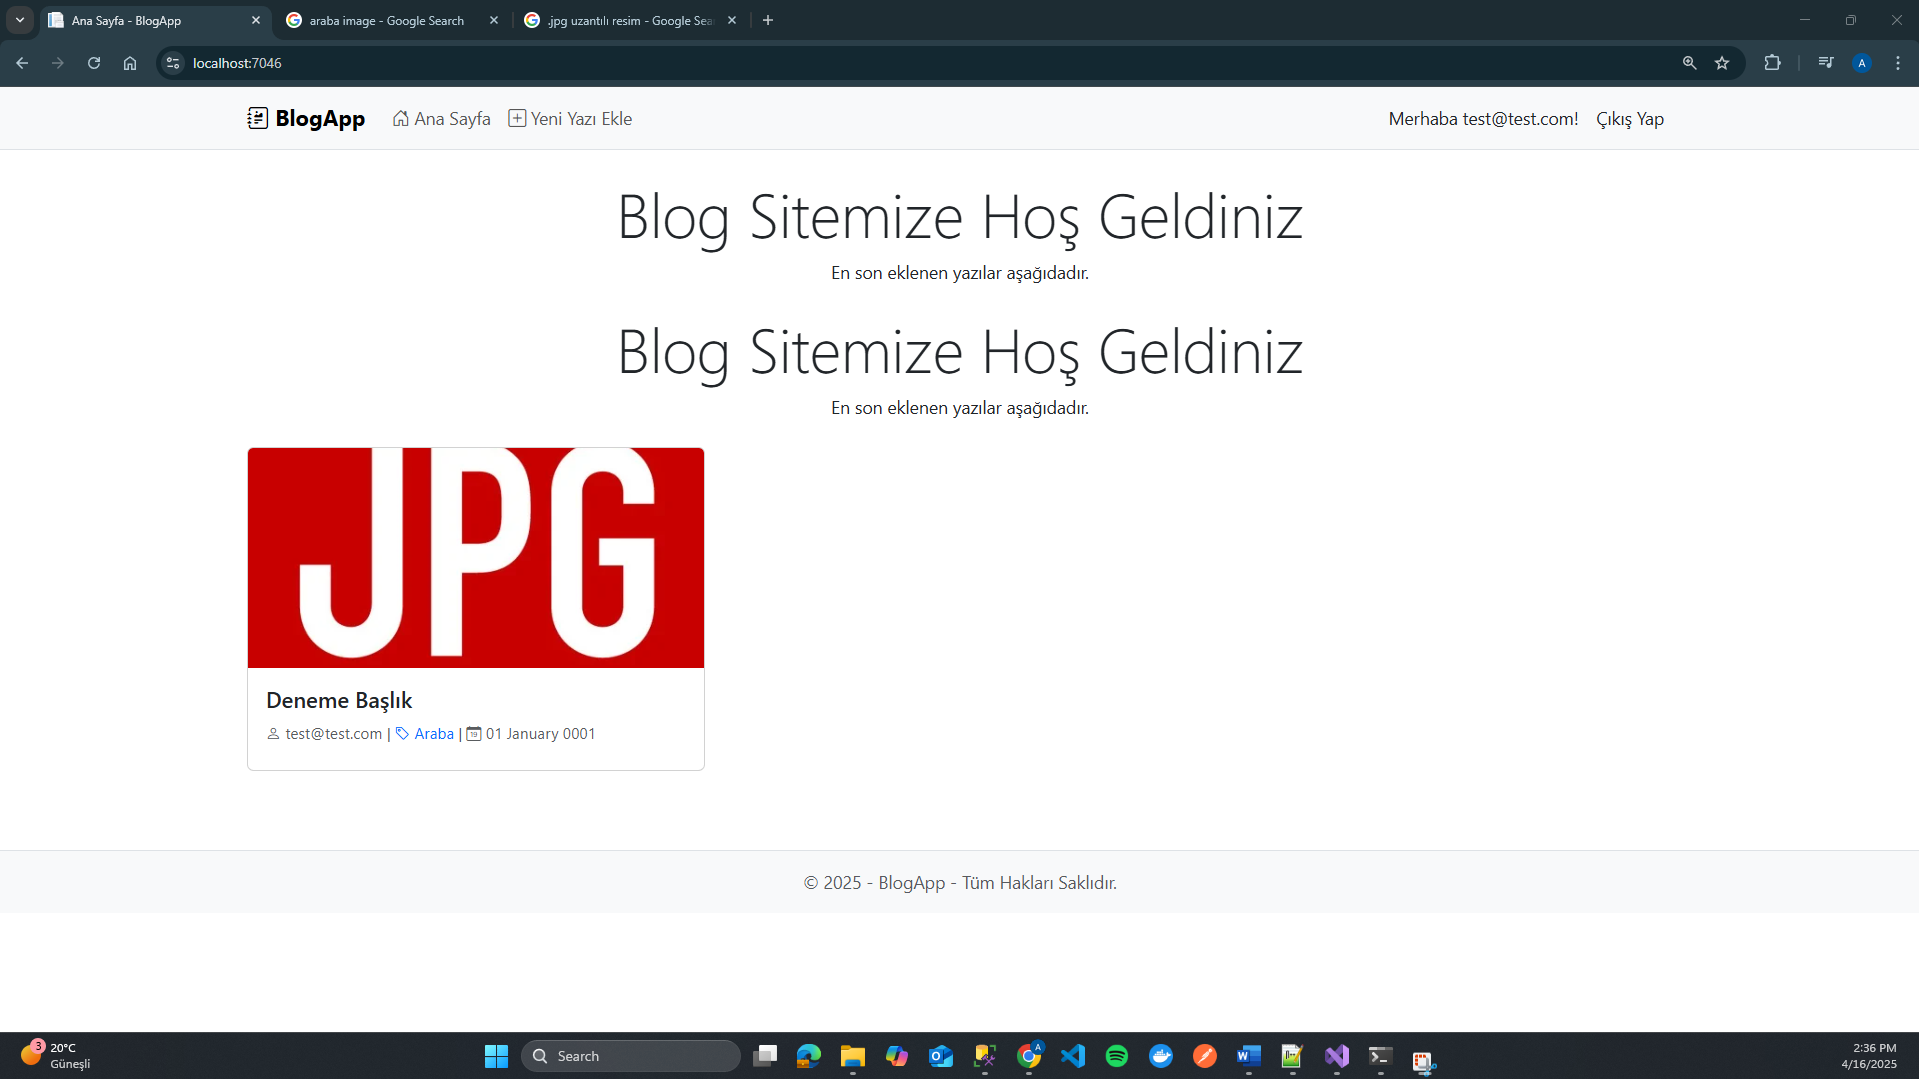 Ana Sayfa - BlogApp
araba image - Google Search
.jpg uzantılı resim - Google Sea
localhost:7046
A
BlogApp
Ana Sayfa
Yeni Yazı Ekle
Merhaba test@test.com!
Çıkış Yap
Blog Sitemize Hoş Geldiniz
En son eklenen yazılar aşağıdadır.
Blog Sitemize Hoş Geldiniz
En son eklenen yazılar aşağıdadır.
JPG
Deneme Başlık
test@test.com | Araba | 01 January 0001
© 2025 - BlogApp - Tüm Hakları Saklıdır.
3
20°C
Güneşli
Search
A
2:36 PM
4/16/2025